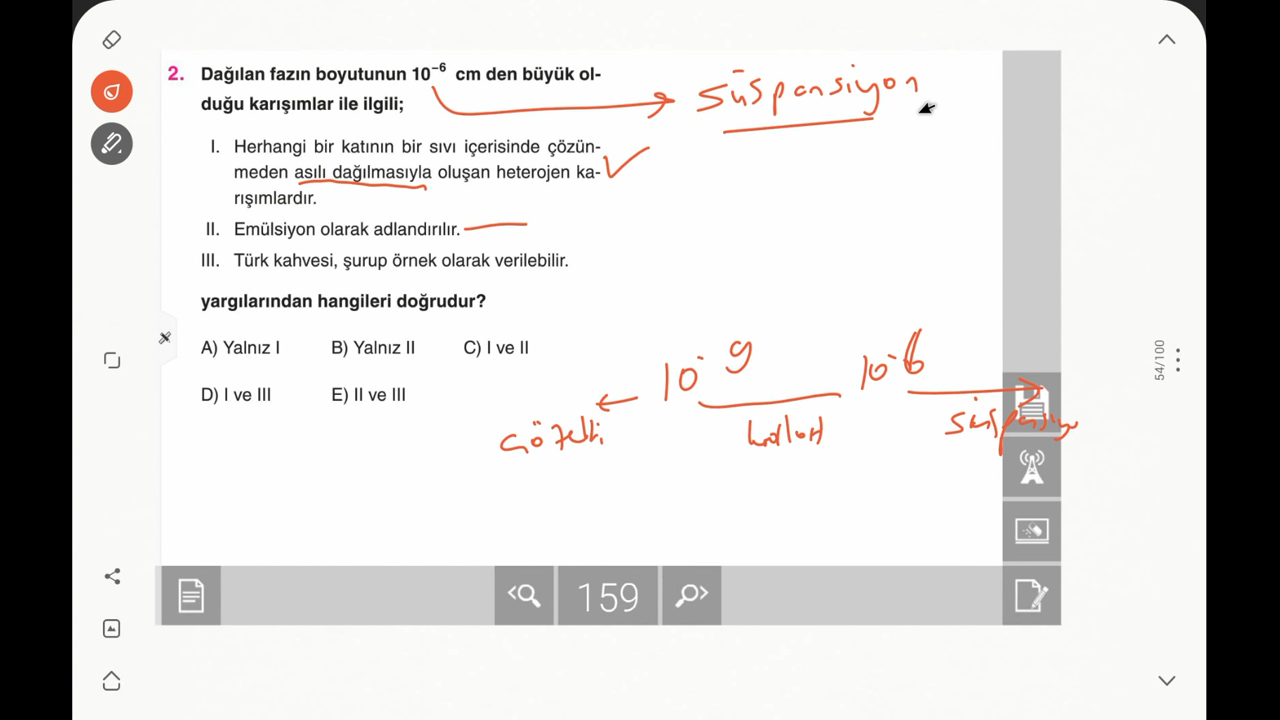 2. Dağılan fazın boyutunun 10⁻⁶ cm den büyük ol-
duğu karışımlar ile ilgili;
süspansiyon
I. Herhangi bir katının bir sıvı içerisinde çözün-
meden asılı dağılmasıyla oluşan heterojen ka-
rışımlardır.
II. Emülsiyon olarak adlandırılır.
III. Türk kahvesi, şurup örnek olarak verilebilir.
yargılarından hangileri doğrudur?
A) Yalnız I B) Yalnız II C) I ve II
D) I ve III E) II ve III
10⁻⁹ 10⁻⁶
çözelti kolloid süspansiyo
54/100
159